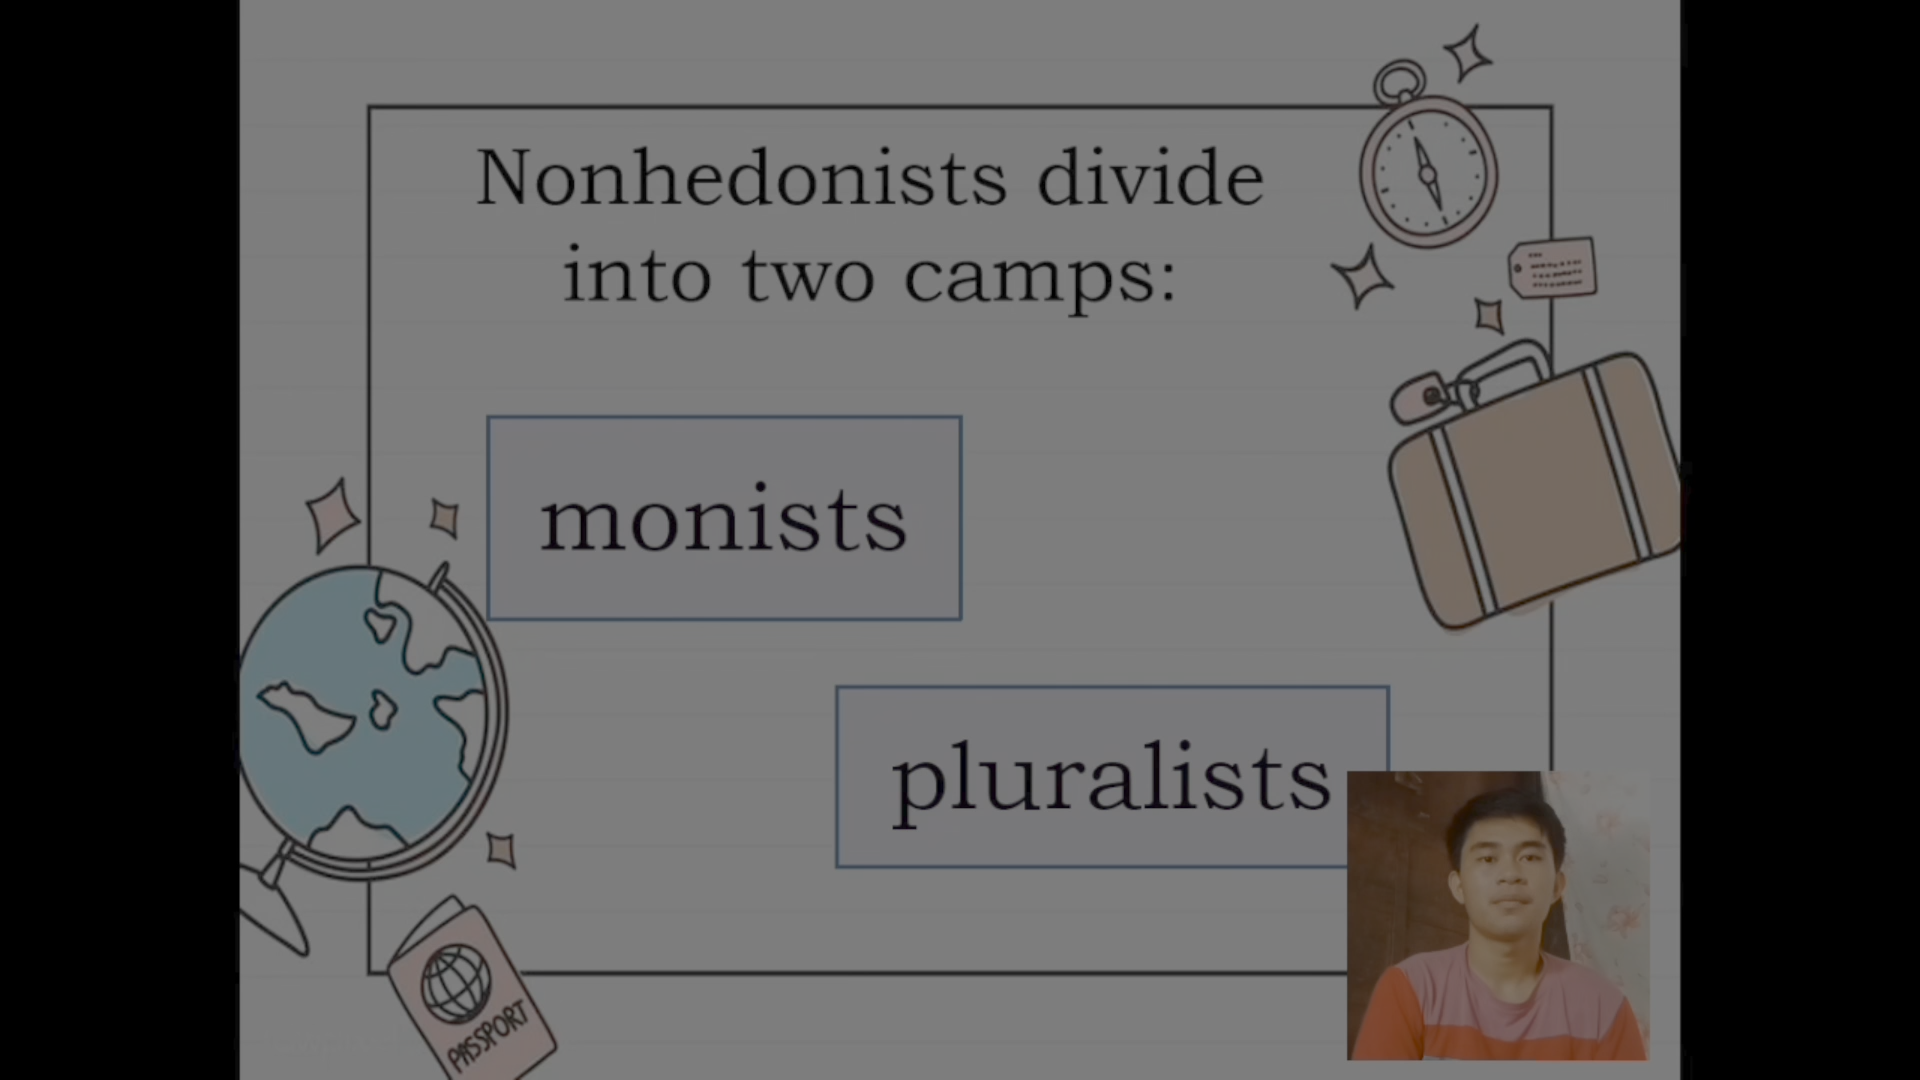 Nonhedonists divide
into two camps:
monists
pluralists
PASSPORT